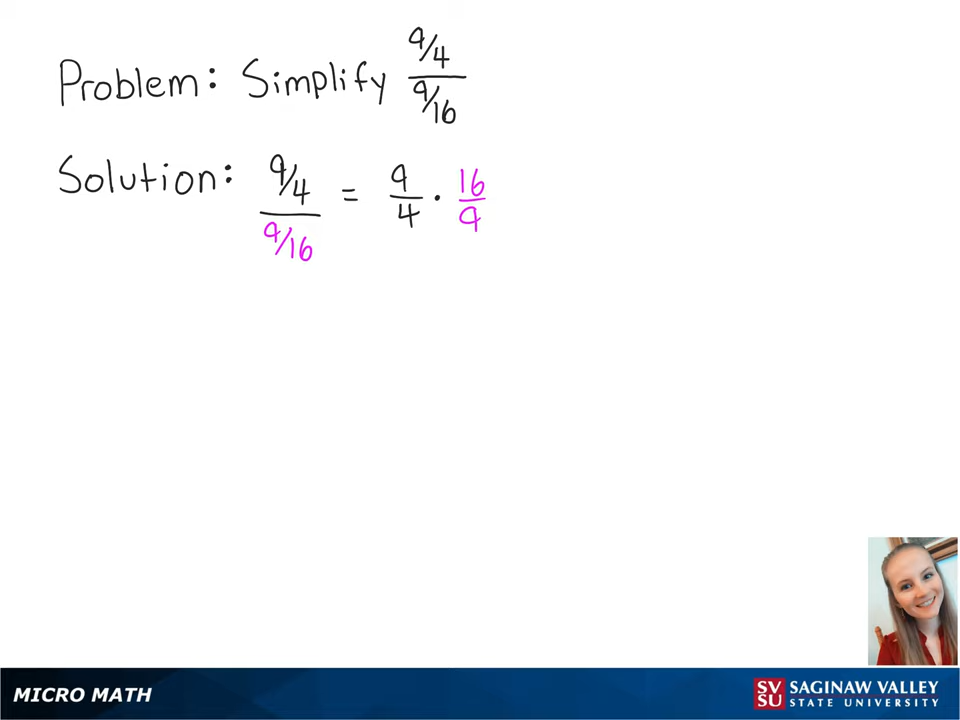 Problem: Simplify 9/4 / 9/16
Solution: 9/4 / 9/16 = 9/4 · 16/9
MICRO MATH
SV SU SAGINAW VALLEY
STATE UNIVERSITY